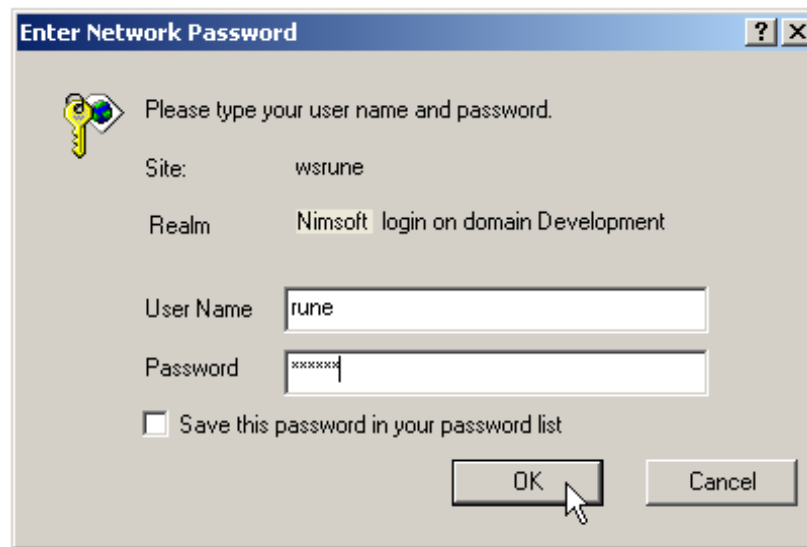 Enter Network Password
Please type your user name and password.
Site: wsrune
Realm Nimsoft login on domain Development
User Name rune
Password ××××××
Save this password in your password list
OK Cancel